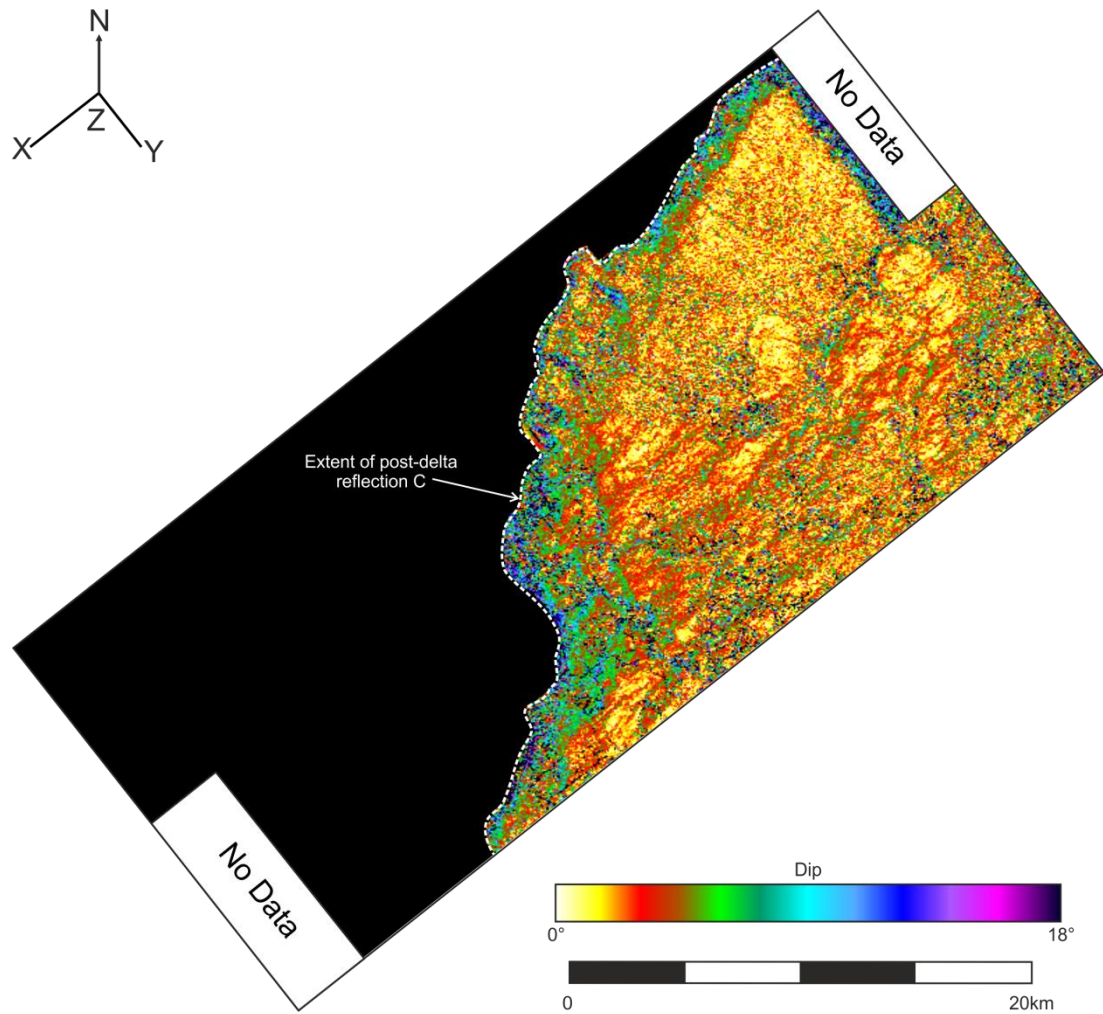 N
Z
X
Y
No Data
Extent of post-delta
reflection C
No Data
Dip
0°
18°
0
20km